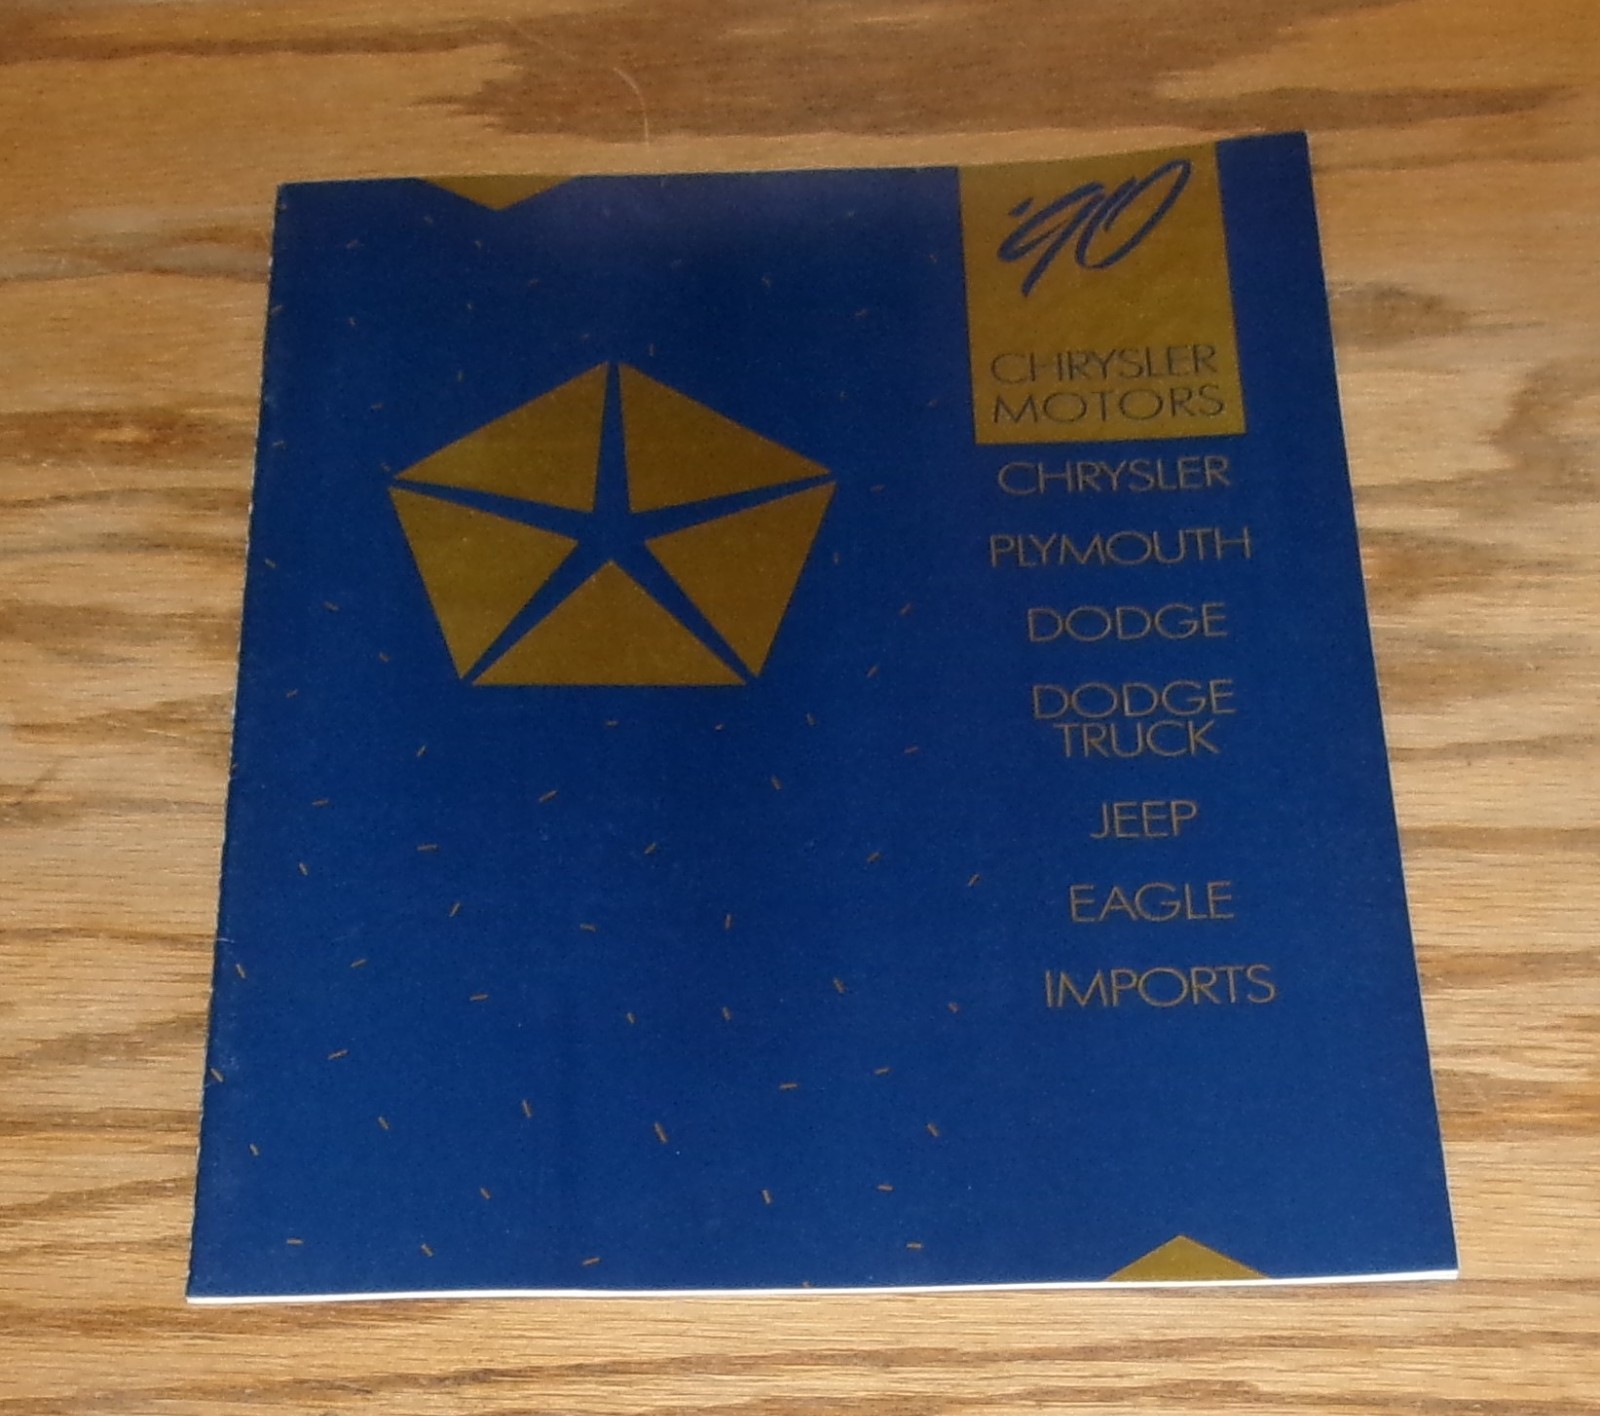 '90
CHRYSLER
MOTORS
CHRYSLER
PLYMOUTH
DODGE
DODGE
TRUCK
JEEP
EAGLE
IMPORTS